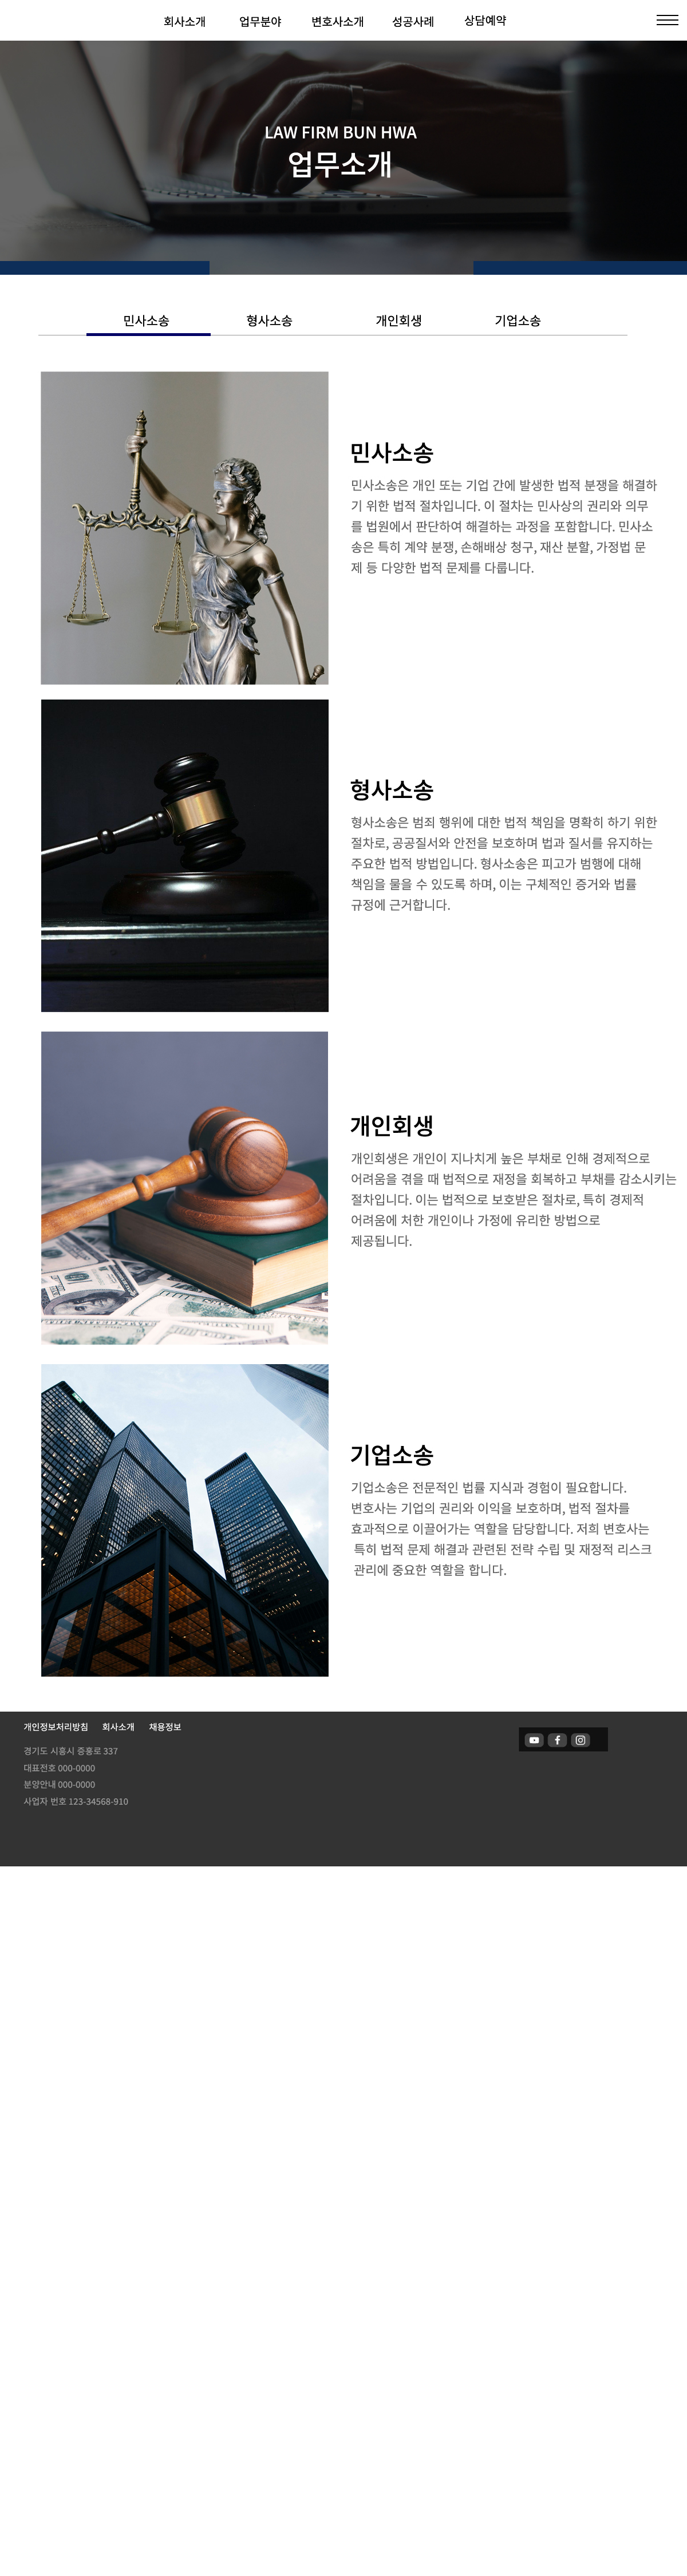 회사소개 업무분야 변호사소개 성공사례 상담예약
LAW FIRM BUN HWA
업무소개
민사소송 형사소송 개인회생 기업소송
민사소송
민사소송은 개인 또는 기업 간에 발생한 법적 분쟁을 해결하
기 위한 법적 절차입니다. 이 절차는 민사상의 권리와 의무
를 법원에서 판단하여 해결하는 과정을 포함합니다. 민사소
송은 특히 계약 분쟁, 손해배상 청구, 재산 분할, 가정법 문
제 등 다양한 법적 문제를 다룹니다.
형사소송
형사소송은 범죄 행위에 대한 법적 책임을 명확히 하기 위한
절차로, 공공질서와 안전을 보호하며 법과 질서를 유지하는
주요한 법적 방법입니다. 형사소송은 피고가 범행에 대해
책임을 물을 수 있도록 하며, 이는 구체적인 증거와 법률
규정에 근거합니다.
개인회생
개인회생은 개인이 지나치게 높은 부채로 인해 경제적으로
어려움을 겪을 때 법적으로 재정을 회복하고 부채를 감소시키는
절차입니다. 이는 법적으로 보호받은 절차로, 특히 경제적
어려움에 처한 개인이나 가정에 유리한 방법으로
제공됩니다.
기업소송
기업소송은 전문적인 법률 지식과 경험이 필요합니다.
변호사는 기업의 권리와 이익을 보호하며, 법적 절차를
효과적으로 이끌어가는 역할을 담당합니다. 저희 변호사는
특히 법적 문제 해결과 관련된 전략 수립 및 재정적 리스크
관리에 중요한 역할을 합니다.
개인정보처리방침 회사소개 채용정보
경기도 시흥시 중흥로 337
대표전호 000-0000
분양안내 000-0000
사업자 번호 123-34568-910